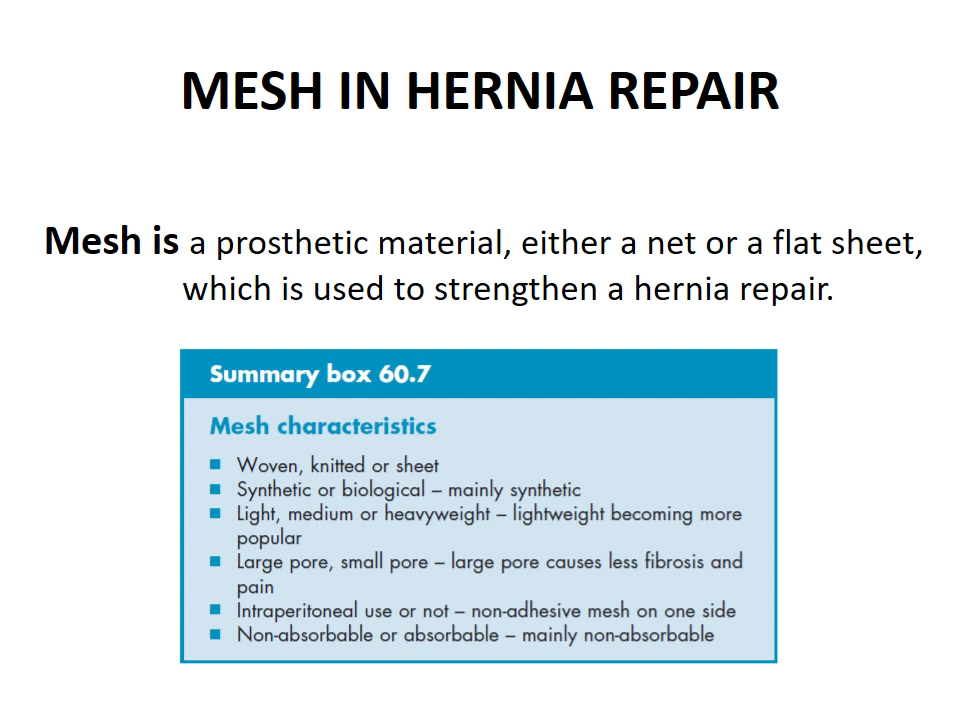 MESH IN HERNIA REPAIR
Mesh is a prosthetic material, either a net or a flat sheet,
which is used to strengthen a hernia repair.
Summary box 60.7
Mesh characteristics
■ Woven, knitted or sheet
■ Synthetic or biological – mainly synthetic
■ Light, medium or heavyweight – lightweight becoming more
popular
■ Large pore, small pore – large pore causes less fibrosis and
pain
■ Intraperitoneal use or not – non-adhesive mesh on one side
■ Non-absorbable or absorbable – mainly non-absorbable